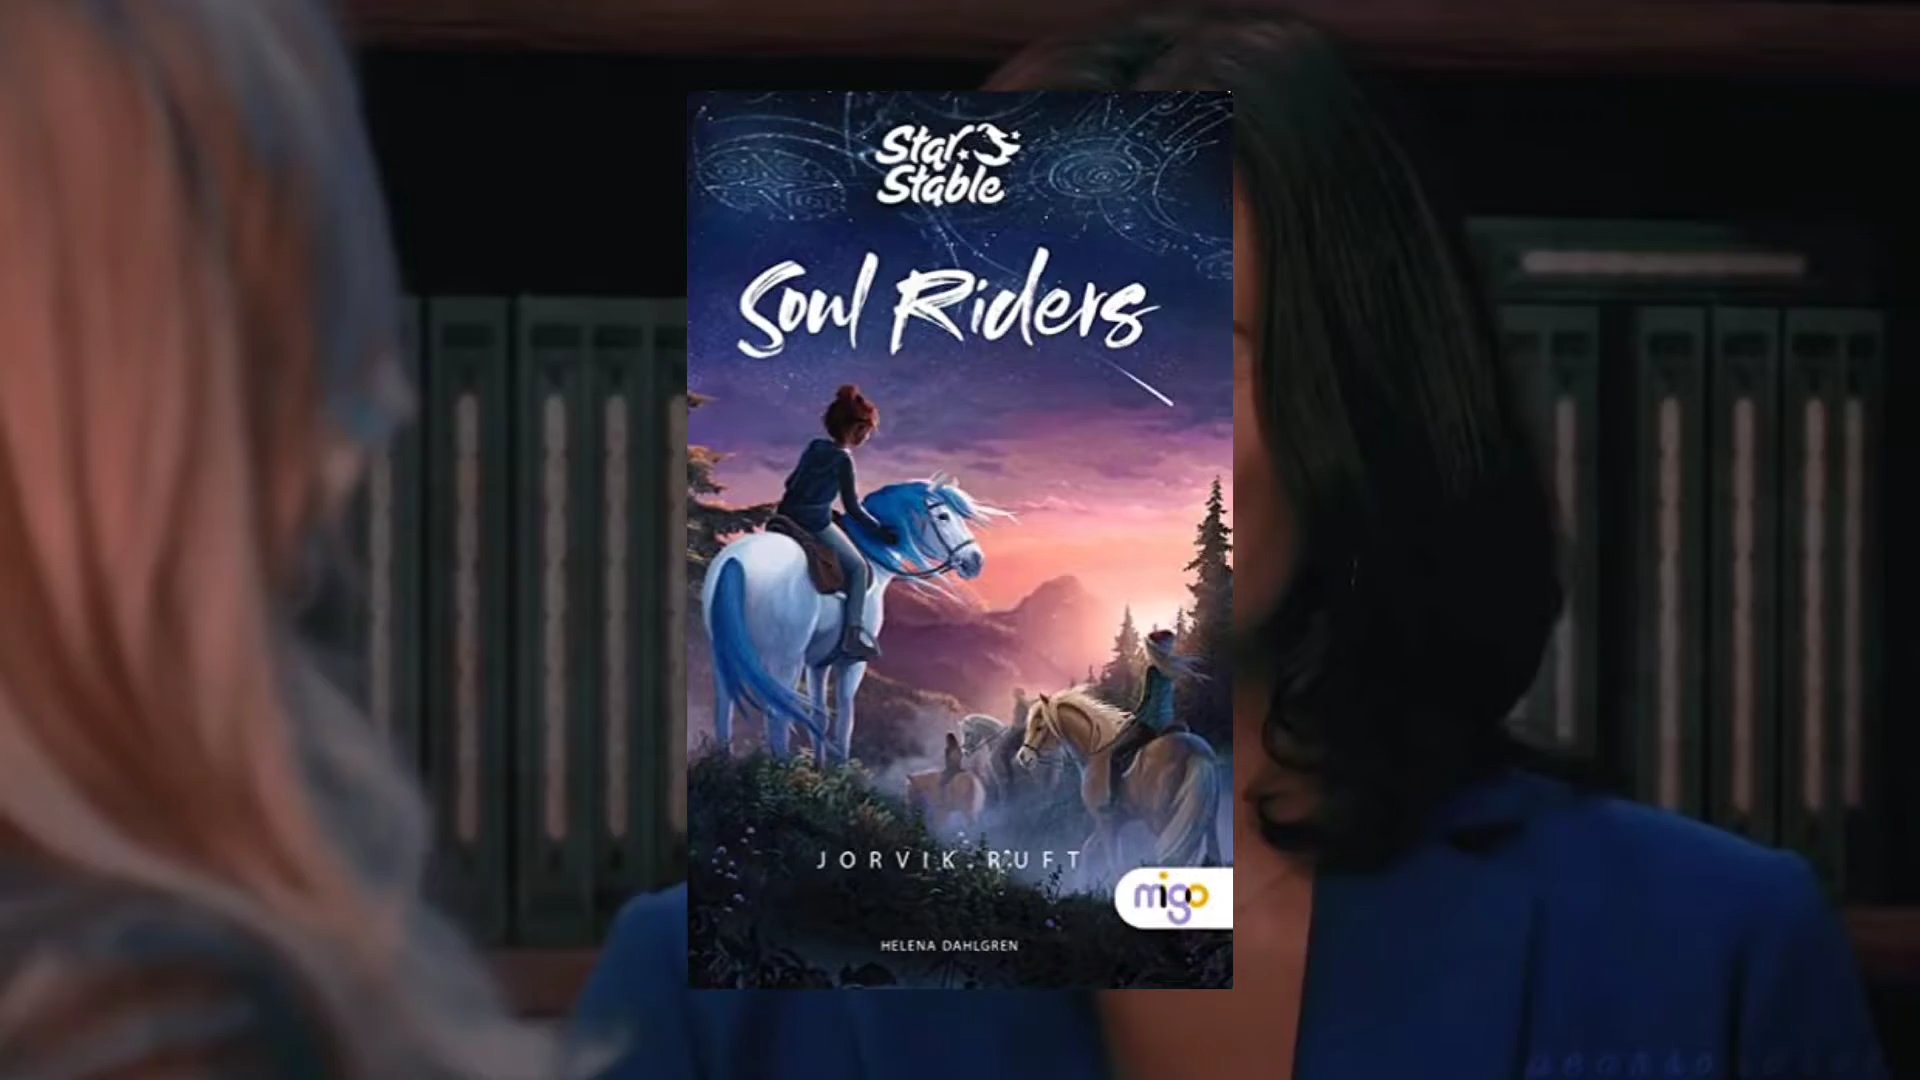 Star
Stable
Soul Riders
JORVIK RUFT
migo
HELENA DAHLGREN